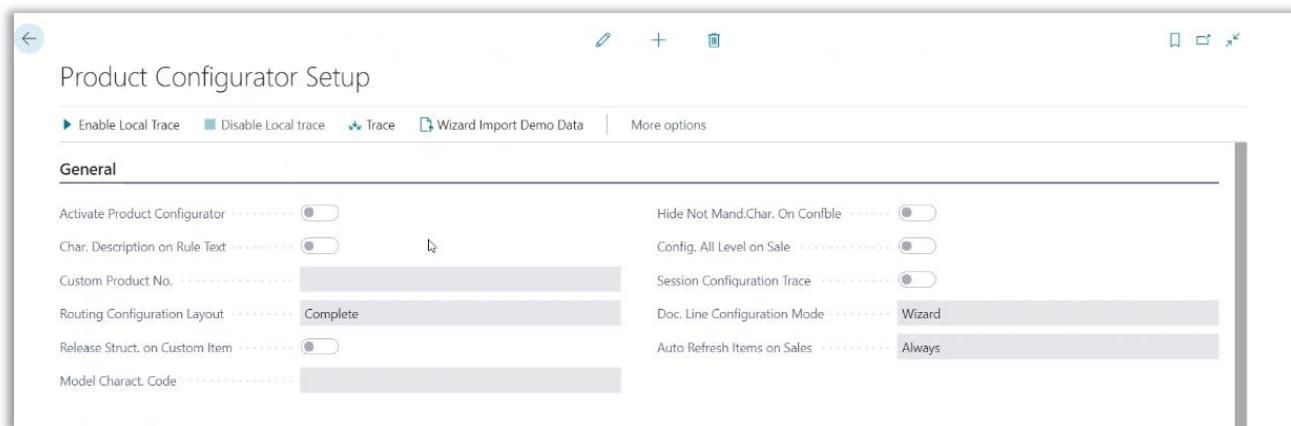 Product Configurator Setup
Enable Local Trace Disable Local trace Trace Wizard Import Demo Data More options
General
Activate Product Configurator Hide Not Mand.Char. On Confble
Char. Description on Rule Text Config. All Level on Sale
Custom Product No. Session Configuration Trace
Routing Configuration Layout Complete Doc. Line Configuration Mode Wizard
Release Struct. on Custom Item Auto Refresh Items on Sales Always
Model Charact. Code